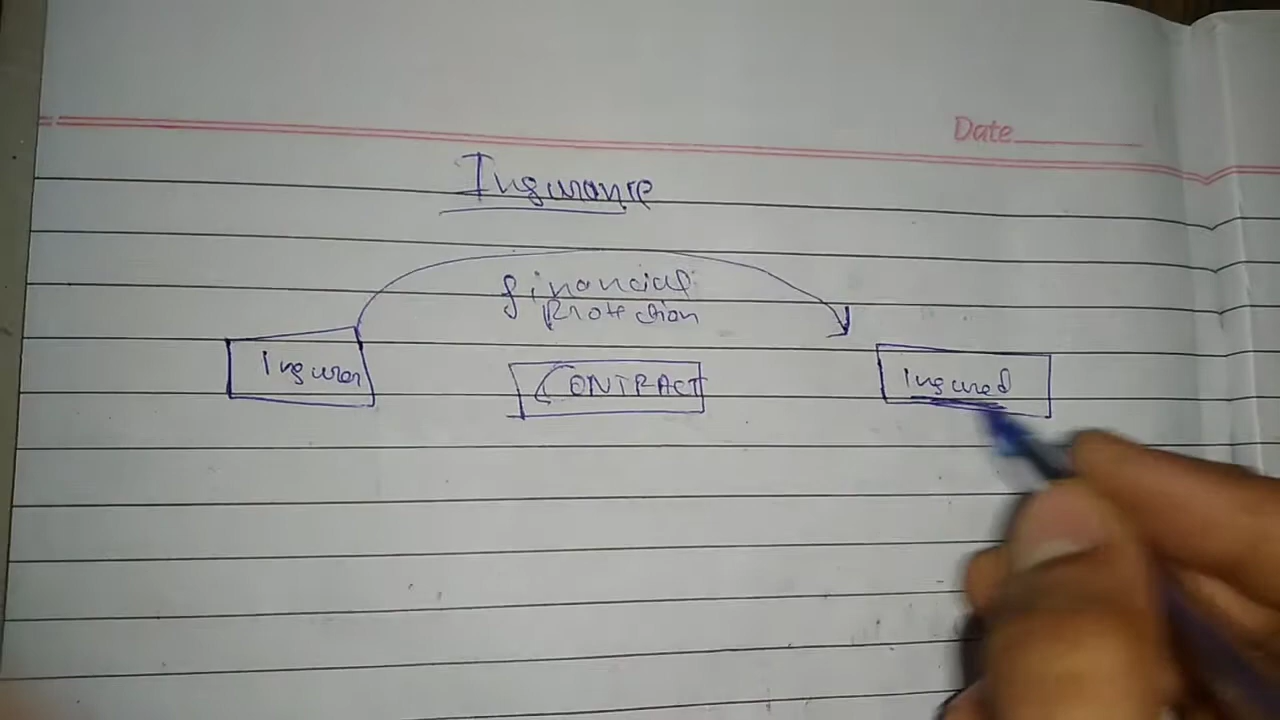 Date
Insurance
financial
Protection
Insurer
CONTRACT
Insured